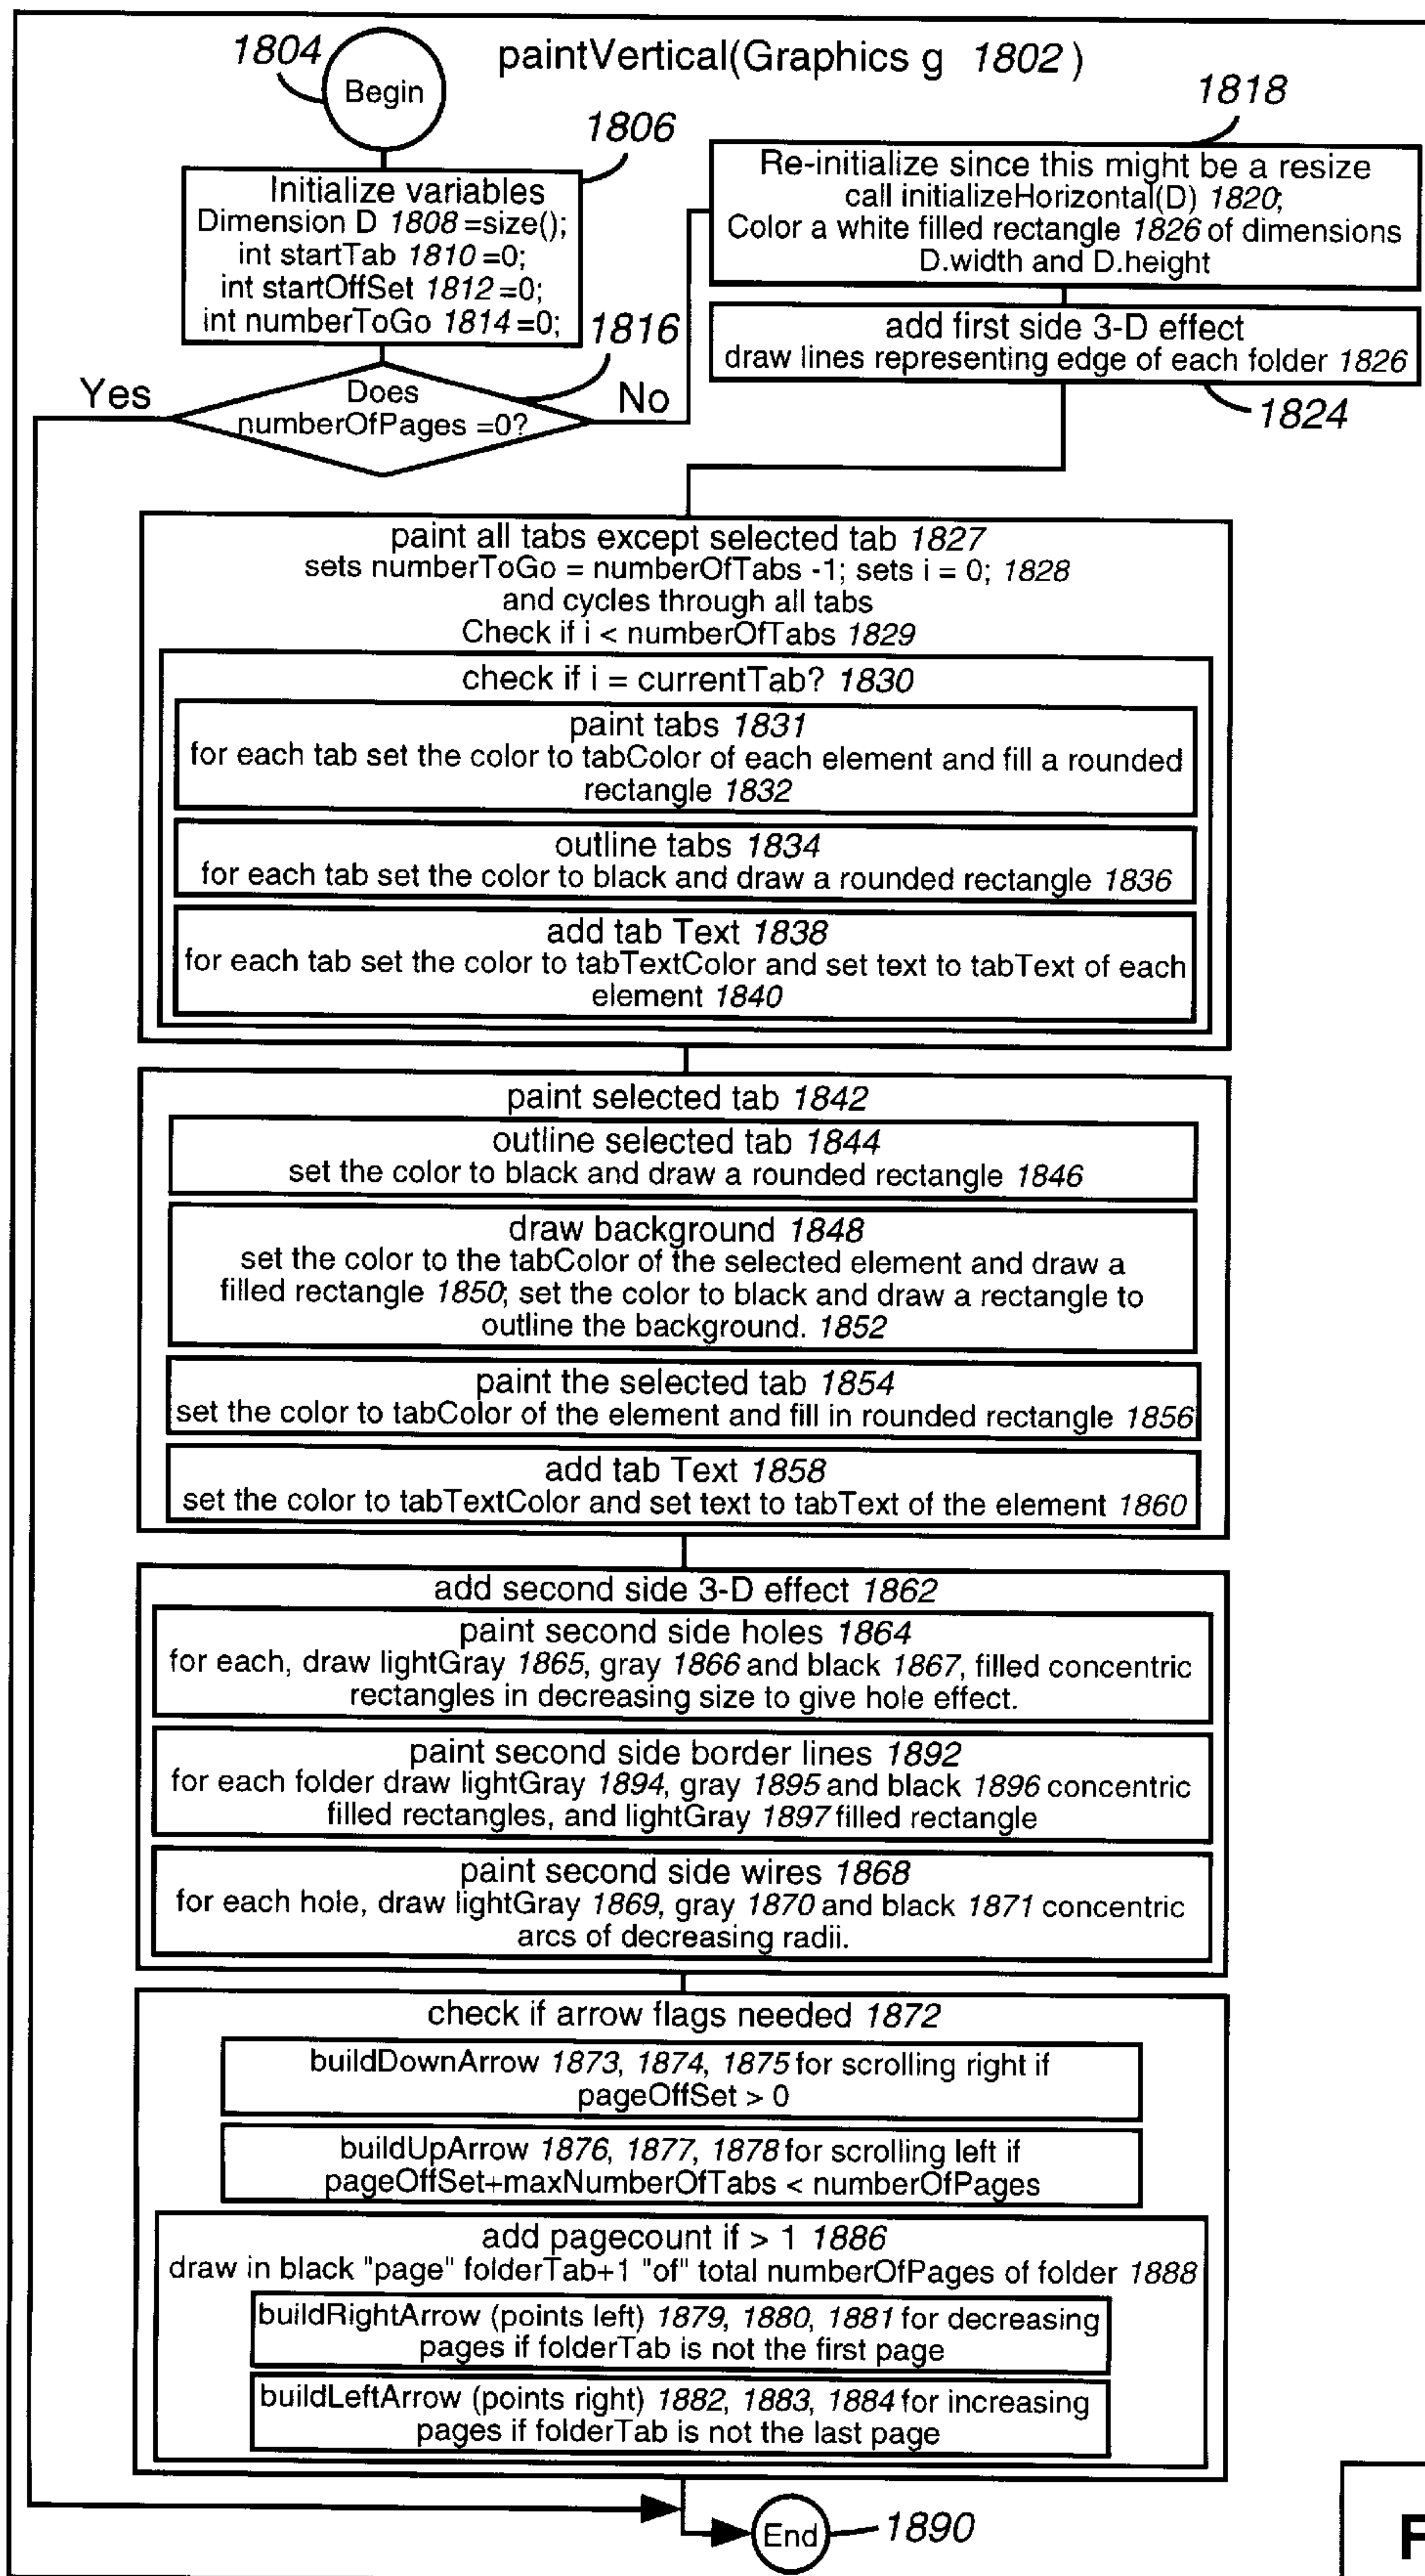 1804
Begin
paintVertical(Graphics g 1802 )
1818
1806
Initialize variables
Dimension D 1808 =size();
int startTab 1810 =0;
int startOffSet 1812 =0;
int numberToGo 1814 =0;
Re-initialize since this might be a resize
call initializeHorizontal(D) 1820;
Color a white filled rectangle 1826 of dimensions
D.width and D.height
1816
add first side 3-D effect
draw lines representing edge of each folder 1826
1824
Yes
Does
numberOfPages =0?
No
paint all tabs except selected tab 1827
sets numberToGo = numberOfTabs -1; sets i = 0; 1828
and cycles through all tabs
Check if i < numberOfTabs 1829
check if i = currentTab? 1830
paint tabs 1831
for each tab set the color to tabColor of each element and fill a rounded
rectangle 1832
outline tabs 1834
for each tab set the color to black and draw a rounded rectangle 1836
add tab Text 1838
for each tab set the color to tabTextColor and set text to tabText of each
element 1840
paint selected tab 1842
outline selected tab 1844
set the color to black and draw a rounded rectangle 1846
draw background 1848
set the color to the tabColor of the selected element and draw a
filled rectangle 1850; set the color to black and draw a rectangle to
outline the background. 1852
paint the selected tab 1854
set the color to tabColor of the element and fill in rounded rectangle 1856
add tab Text 1858
set the color to tabTextColor and set text to tabText of the element 1860
add second side 3-D effect 1862
paint second side holes 1864
for each, draw lightGray 1865, gray 1866 and black 1867, filled concentric
rectangles in decreasing size to give hole effect.
paint second side border lines 1892
for each folder draw lightGray 1894, gray 1895 and black 1896 concentric
filled rectangles, and lightGray 1897 filled rectangle
paint second side wires 1868
for each hole, draw lightGray 1869, gray 1870 and black 1871 concentric
arcs of decreasing radii.
check if arrow flags needed 1872
buildDownArrow 1873, 1874, 1875 for scrolling right if
pageOffSet > 0
buildUpArrow 1876, 1877, 1878 for scrolling left if
pageOffSet+maxNumberOfTabs < numberOfPages
add pagecount if > 1 1886
draw in black "page" folderTab+1 "of" total numberOfPages of folder 1888
buildRightArrow (points left) 1879, 1880, 1881 for decreasing
pages if folderTab is not the first page
buildLeftArrow (points right) 1882, 1883, 1884 for increasing
pages if folderTab is not the last page
End
1890